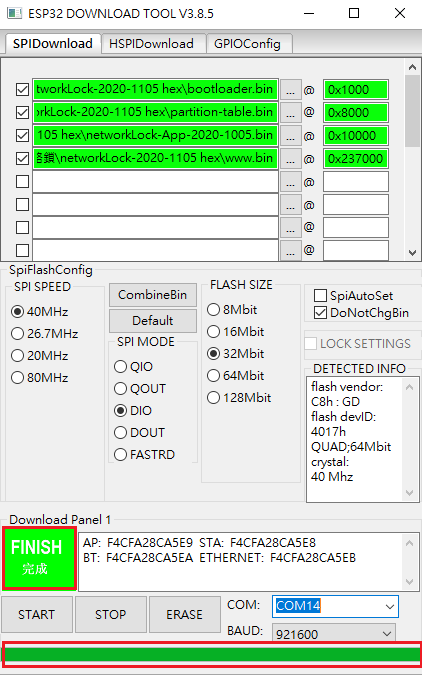 ESP32 DOWNLOAD TOOL V3.8.5
SPIDownload HSPIDownload GPIOConfig
tworkLock-2020-1105 hex\bootloader.bin ... @ 0x1000
orkLock-2020-1105 hex\partition-table.bin ... @ 0x8000
105 hex\networkLock-App-2020-1005.bin ... @ 0x10000
路鎖\networkLock-2020-1105 hex\www.bin ... @ 0x237000
... @
... @
... @
... @
SpiFlashConfig
SPI SPEED
40MHz
26.7MHz
20MHz
80MHz
CombineBin
Default
SPI MODE
QIO
QOUT
DIO
DOUT
FASTRD
FLASH SIZE
8Mbit
16Mbit
32Mbit
64Mbit
128Mbit
SpiAutoSet
DoNotChgBin
LOCK SETTINGS
DETECTED INFO
flash vendor:
C8h : GD
flash devID:
4017h
QUAD;64Mbit
crystal:
40 Mhz
Download Panel 1
FINISH
完成
AP: F4CFA28CA5E9 STA: F4CFA28CA5E8
BT: F4CFA28CA5EA ETHERNET: F4CFA28CA5EB
START STOP ERASE
COM: COM14
BAUD: 921600